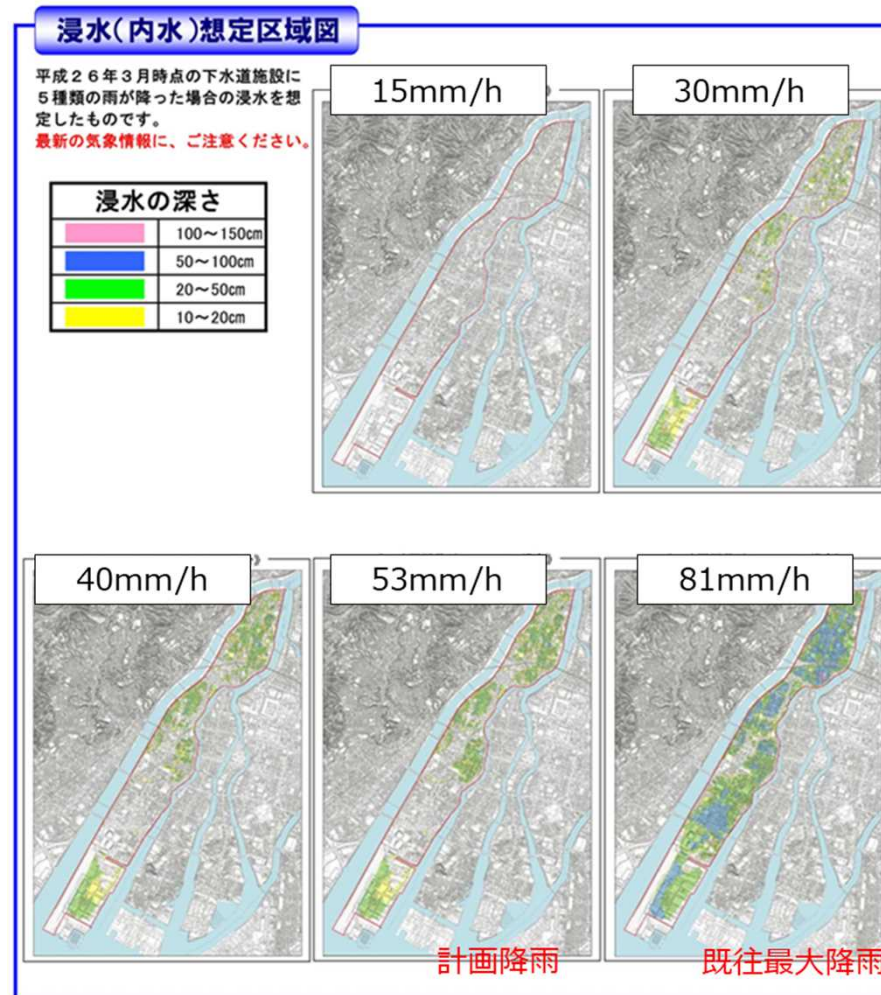 浸水(内水)想定区域図
平成26年3月時点の下水道施設に
5種類の雨が降った場合の浸水を想
定したものです。
最新の気象情報に、ご注意ください。
浸水の深さ
100～150cm
50～100cm
20～50cm
10～20cm
15mm/h
30mm/h
40mm/h
53mm/h
81mm/h
計画降雨
既往最大降雨